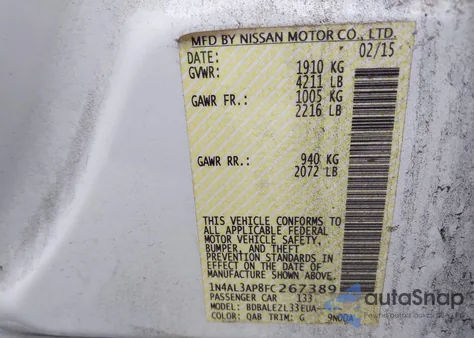 MFD BY NISSAN MOTOR CO., LTD.
DATE: 02/15
GVWR: 1910 KG
4211 LB
GAWR FR: 1005 KG
2216 LB
GAWR RR: 940 KG
2072 LB
THIS VEHICLE CONFORMS TO
ALL APPLICABLE FEDERAL
MOTOR VEHICLE SAFETY,
BUMPER, AND THEFT
PREVENTION STANDARDS
IN EFFECT ON THE DATE
OF MANUFACTURE SHOWN
ABOVE.
1N4AL3AP8FC267389
PASSENGER CAR 133
MODEL: BDBALEZL33EUA
COLOR: QAB TRIM: G
autoSnap